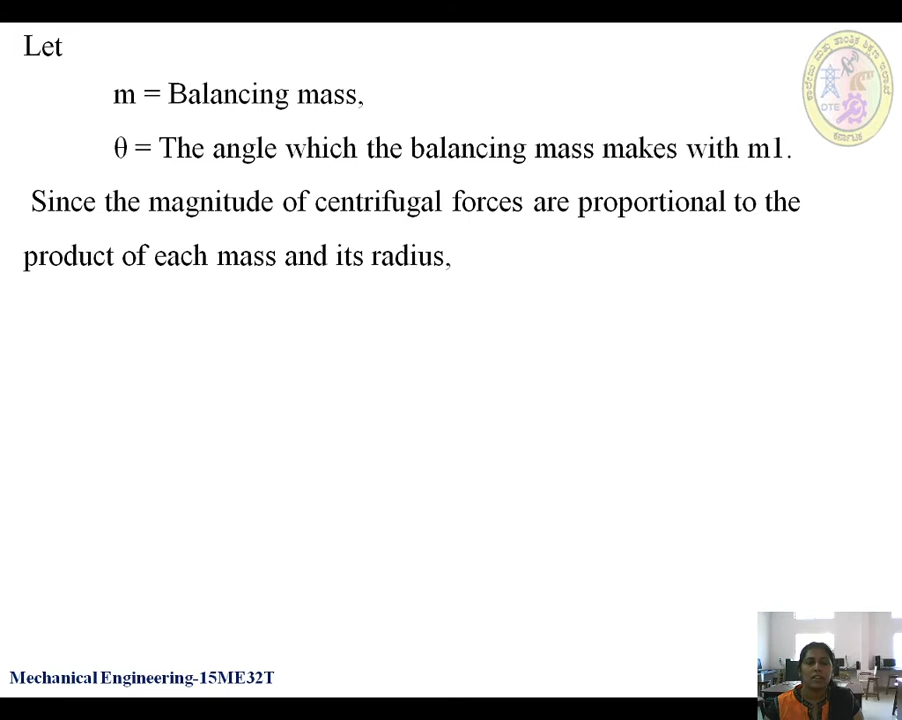 Let
m = Balancing mass,
θ = The angle which the balancing mass makes with m1.
Since the magnitude of centrifugal forces are proportional to the
product of each mass and its radius,
DTE
Mechanical Engineering-15ME32T